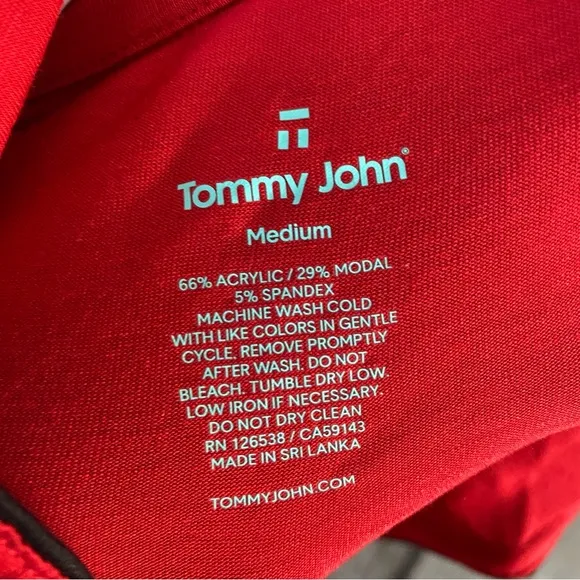 Tommy John®
Medium
66% ACRYLIC / 29% MODAL
5% SPANDEX
MACHINE WASH COLD
WITH LIKE COLORS IN GENTLE
CYCLE. REMOVE PROMPTLY
AFTER WASH. DO NOT
BLEACH. TUMBLE DRY LOW.
LOW IRON IF NECESSARY.
DO NOT DRY CLEAN
RN 126538 / CA59143
MADE IN SRI LANKA
TOMMYJOHN.COM